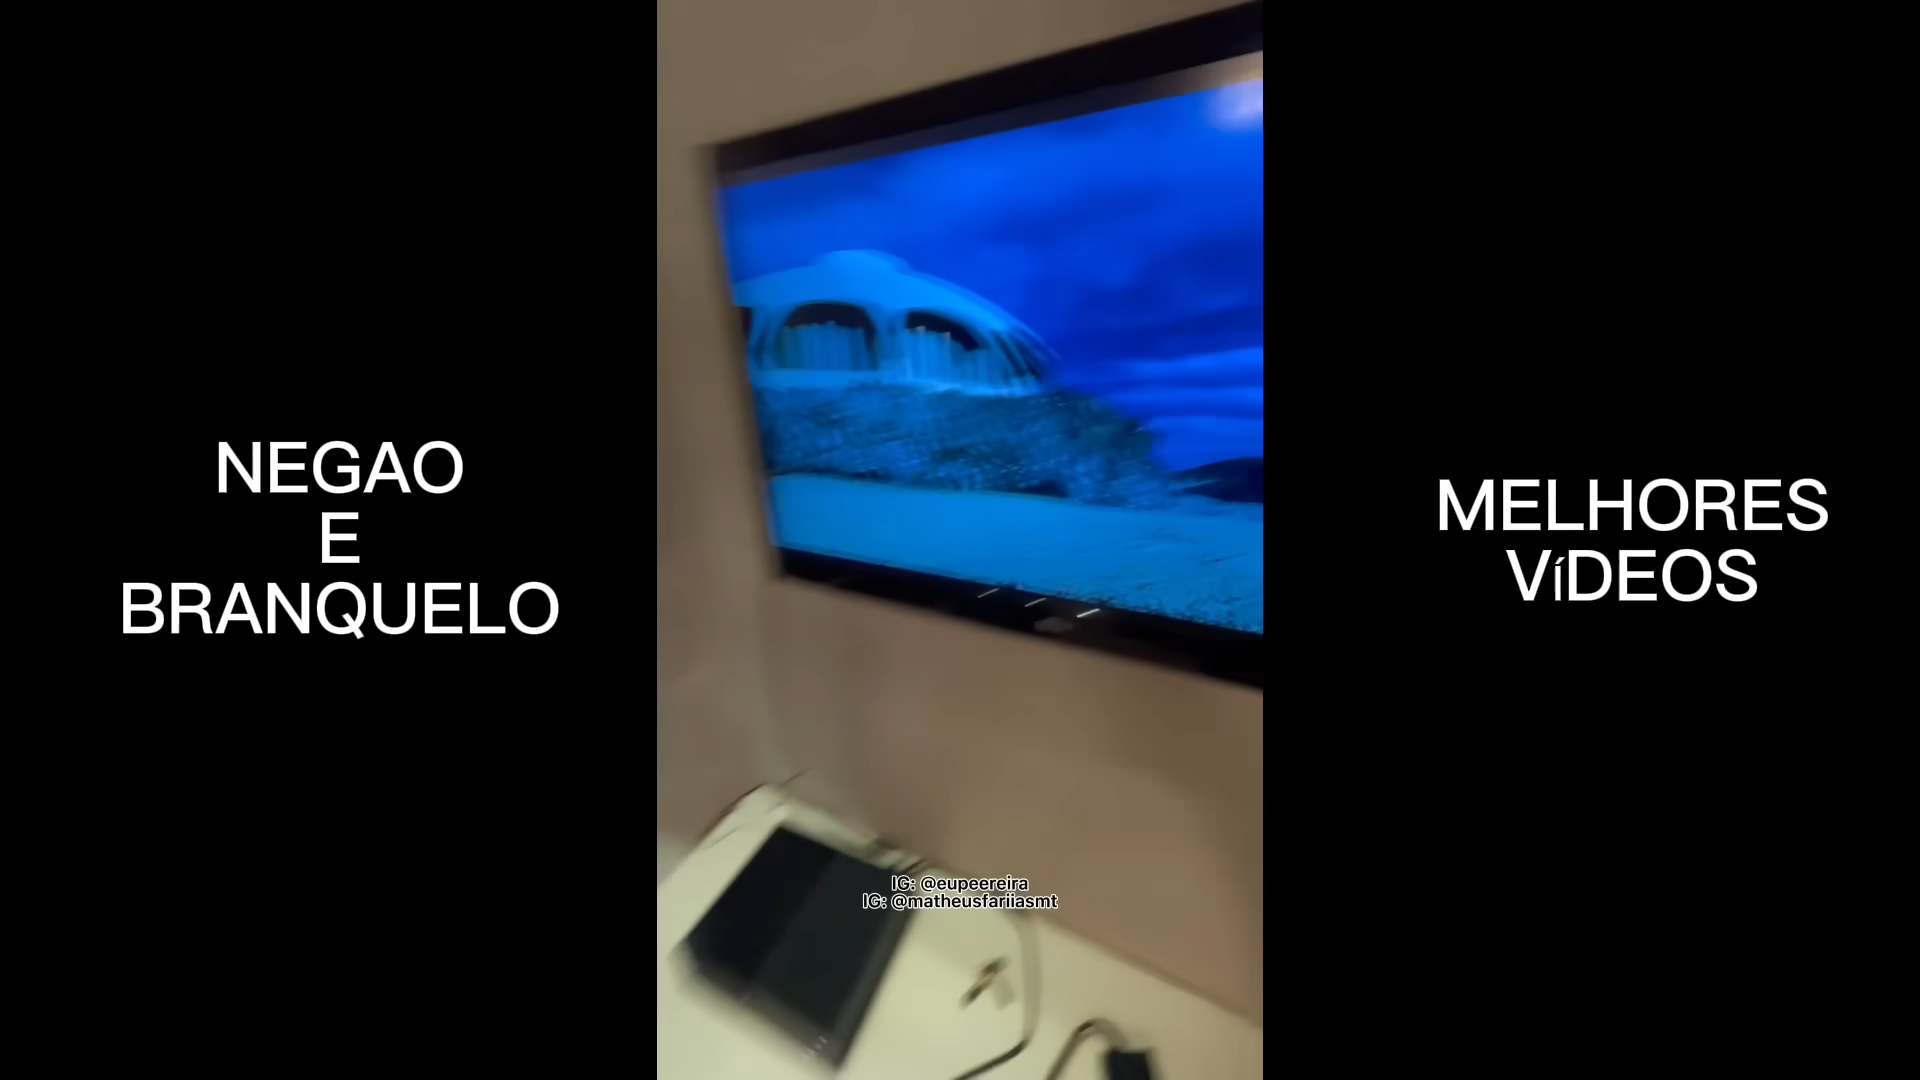 NEGAO
E
BRANQUELO
MELHORES
VíDEOS
IG: @eupeereira
IG: @matheusfariiasmt